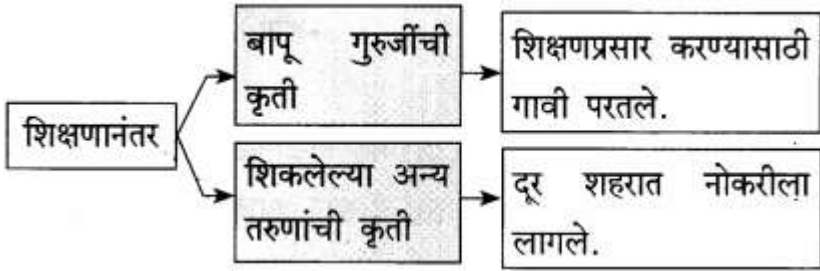 शिक्षणानंतर
बापू गुरुजींची
कृती
शिक्षणप्रसार करण्यासाठी
गावी परतले.
शिकलेल्या अन्य
तरुणांची कृती
दूर शहरात नोकरीला
लागले.